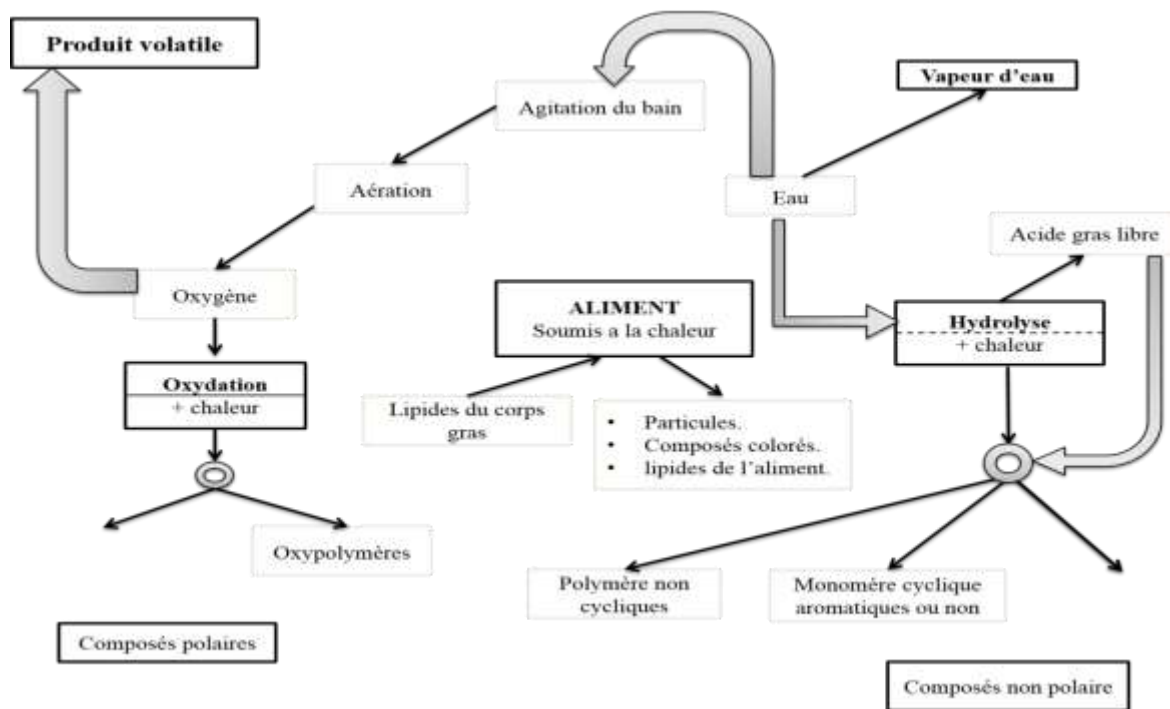 Produit volatile
Vapeur d'eau
Agitation du bain
Aération
Eau
Acide gras libre
Oxygène
ALIMENT
Soumis a la chaleur
Hydrolyse
+ chaleur
Oxydation
+ chaleur
Lipides du corps
gras
• Particules.
• Composés colorés.
• lipides de l'aliment.
Oxypolymères
Polymère non
cycliques
Monomère cyclique
aromatiques ou non
Composés polaires
Composés non polaire